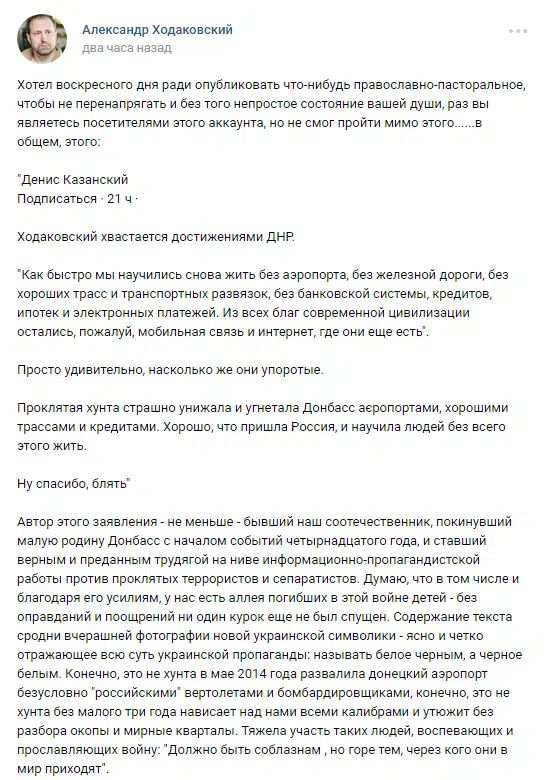 Александр Ходаковский
два часа назад
Хотел воскресного дня ради опубликовать что-нибудь православно-пасторальное,
чтобы не перенапрягать и без того непростое состояние вашей души, раз вы
являетесь посетителями этого аккаунта, но не смог пройти мимо этого......в
общем, этого:
"Денис Казанский
Подписаться · 21 ч ·
Ходаковский хвастается достижениями ДНР.
"Как быстро мы научились снова жить без аэропорта, без железной дороги, без
хороших трасс и транспортных развязок, без банковской системы, кредитов,
ипотек и электронных платежей. Из всех благ современной цивилизации
остались, пожалуй, мобильная связь и интернет, где они еще есть".
Просто удивительно, насколько же они упоротые.
Проклятая хунта страшно унижала и угнетала Донбасс аєропортами, хорошими
трассами и кредитами. Хорошо, что пришла Россия, и научила людей без всего
этого жить.
Ну спасибо, блять"
Автор этого заявления - не меньше - бывший наш соотечественник, покинувший
малую родину Донбасс с началом событий четырнадцатого года, и ставший
верным и преданным трудягой на ниве информационно-пропагандистской
работы против проклятых террористов и сепаратистов. Думаю, что в том числе и
благодаря его усилиям, у нас есть аллея погибших в этой войне детей - без
оправданий и поощрений ни один курок еще не был спущен. Содержание текста
сродни вчерашней фотографии новой украинской символики - ясно и четко
отражающее всю суть украинской пропаганды: называть белое черным, а черное
белым. Конечно, это не хунта в мае 2014 года развалила донецкий аэропорт
безусловно "российскими" вертолетами и бомбардировщиками, конечно, это не
хунта без малого три года нависает над нами всеми калибрами и утюжит без
разбора окопы и мирные кварталы. Тяжела участь таких людей, воспевающих и
прославляющих войну: "Должно быть соблазнам , но горе тем, через кого они в
мир приходят".